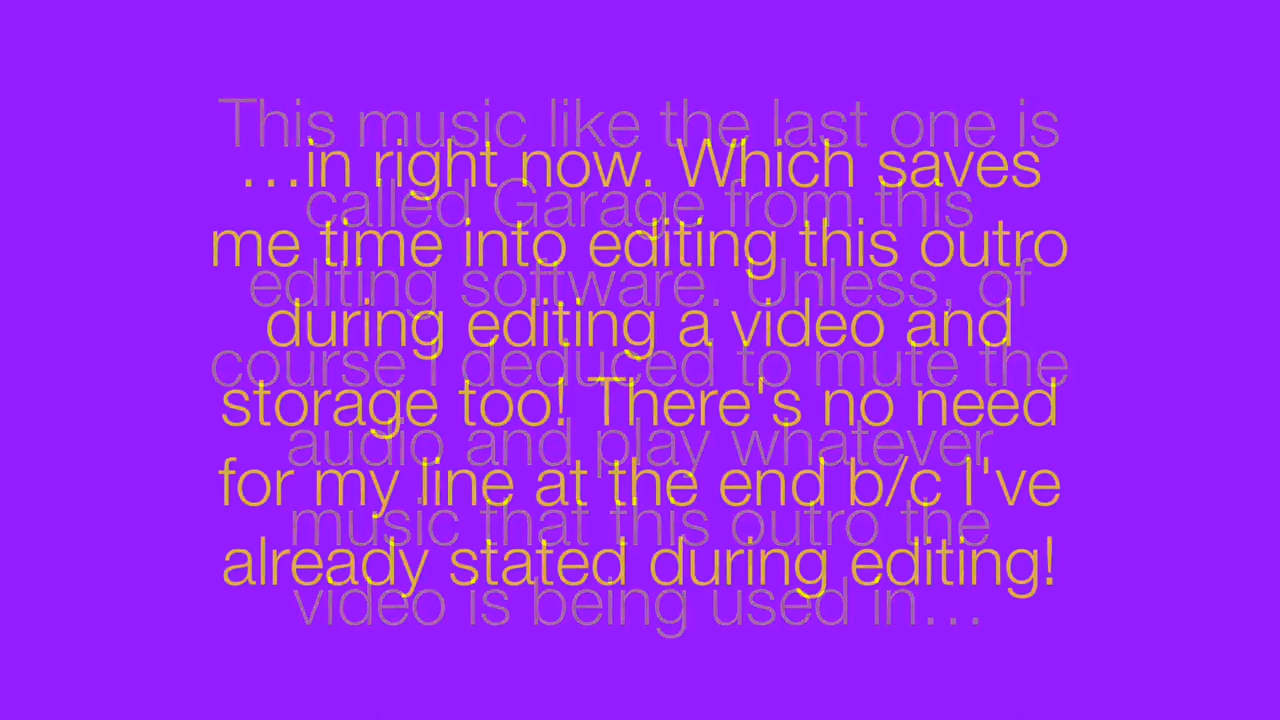 This music like the last one is
called Garage from this
editing software. Unless, of
course I deduced to mute the
audio and play whatever
music that this outro the
video is being used in…
…in right now. Which saves
me time into editing this outro
during editing a video and
storage too! There's no need
for my line at the end b/c I've
already stated during editing!